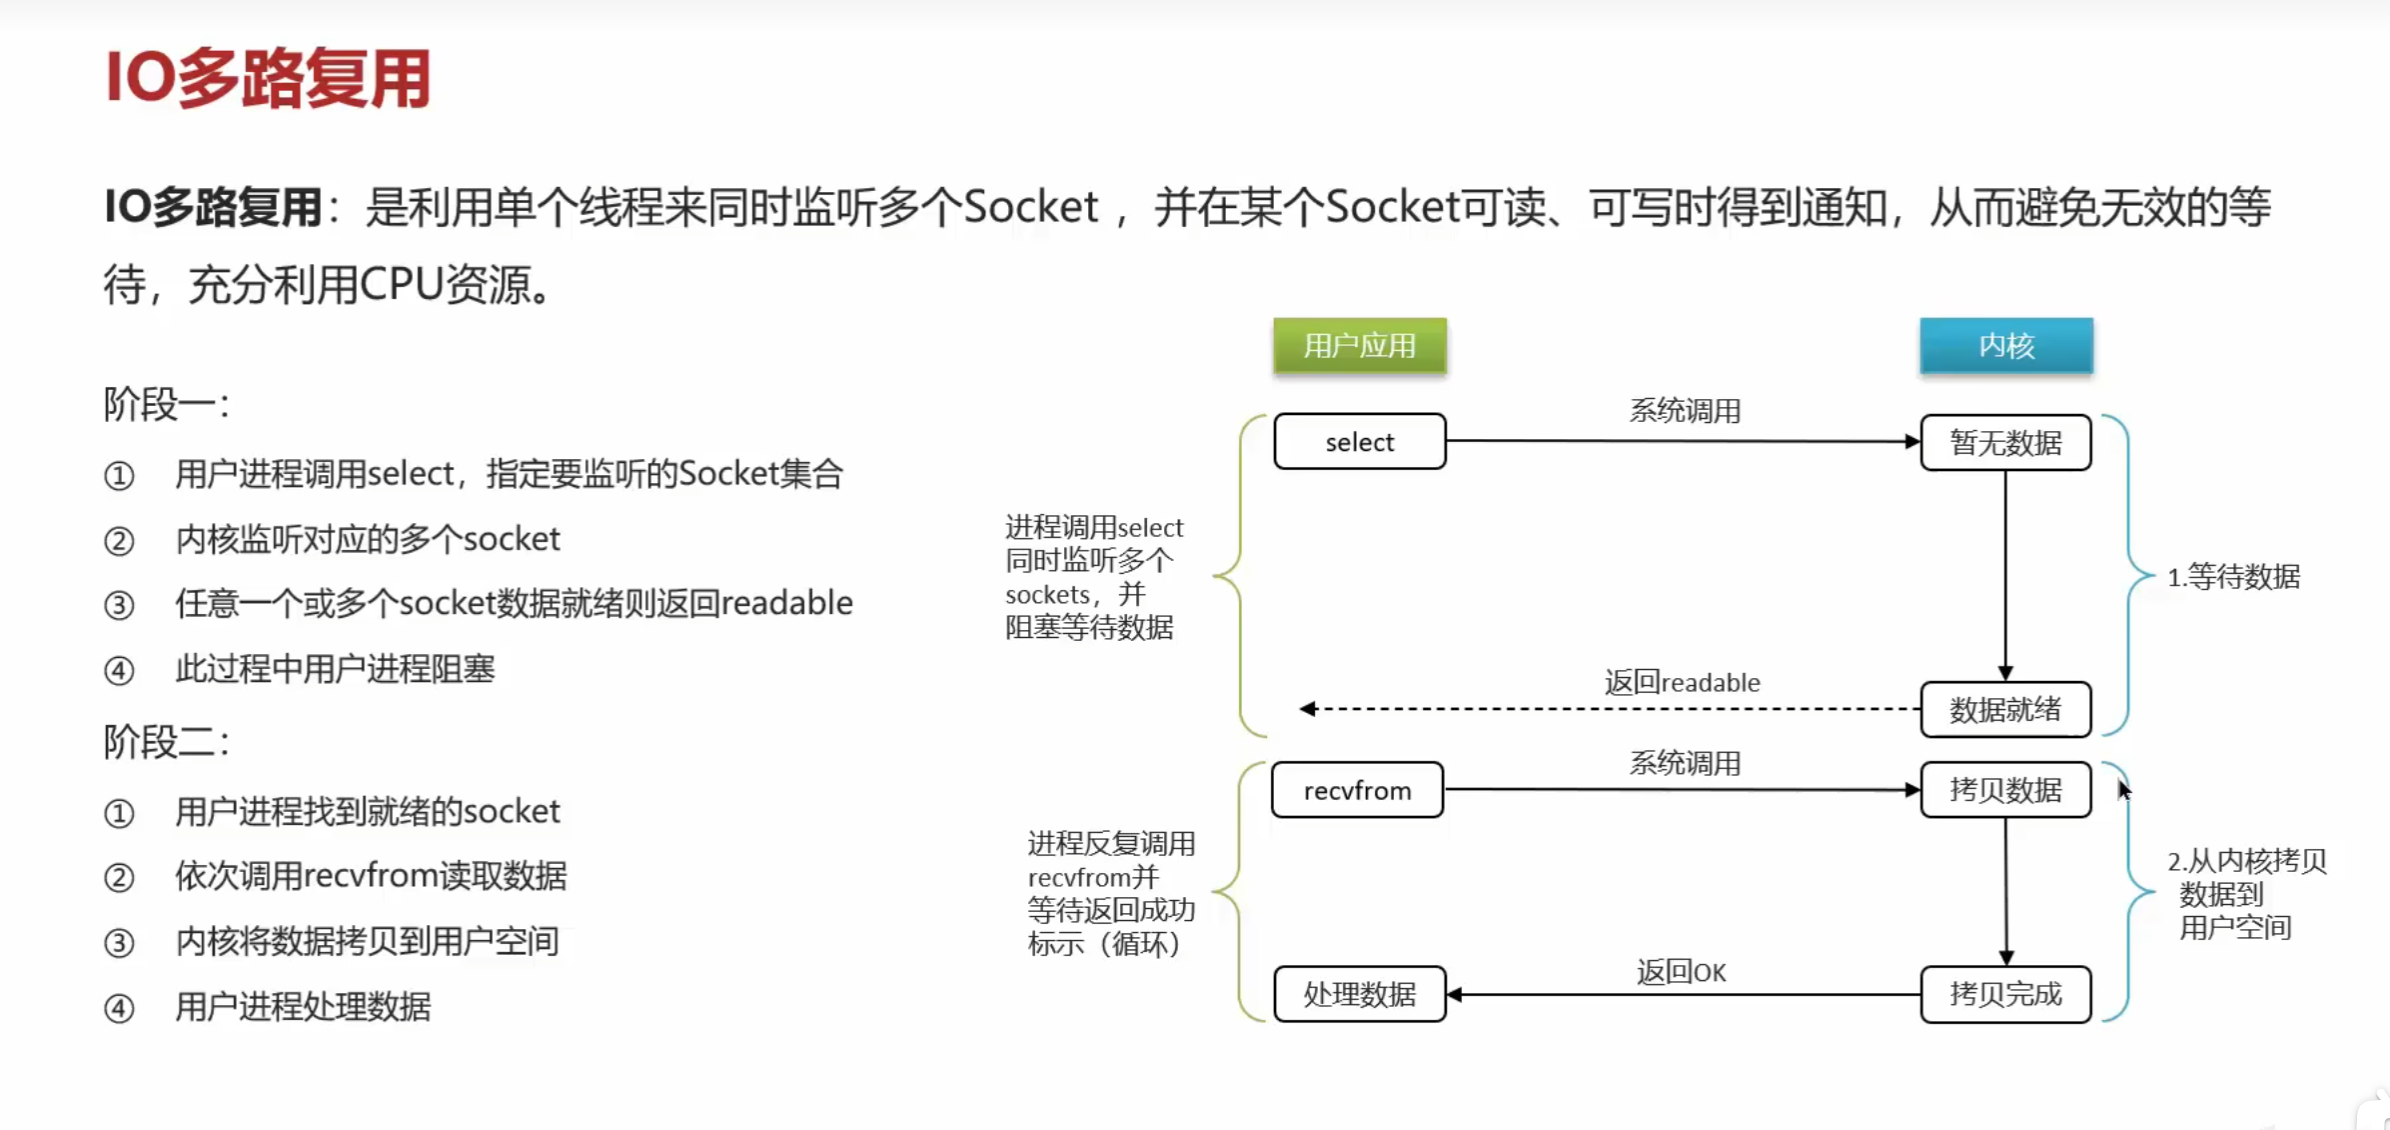 IO多路复用
IO多路复用：是利用单个线程来同时监听多个Socket ，并在某个Socket可读、可写时得到通知，从而避免无效的等
待，充分利用CPU资源。
阶段一：
① 用户进程调用select，指定要监听的Socket集合
② 内核监听对应的多个socket
③ 任意一个或多个socket数据就绪则返回readable
④ 此过程中用户进程阻塞
阶段二：
① 用户进程找到就绪的socket
② 依次调用recvfrom读取数据
③ 内核将数据拷贝到用户空间
④ 用户进程处理数据
用户应用
内核
select
系统调用
暂无数据
进程调用select
同时监听多个
sockets，并
阻塞等待数据
1.等待数据
返回readable
数据就绪
recvfrom
系统调用
拷贝数据
进程反复调用
recvfrom并
等待返回成功
标示（循环）
2.从内核拷贝
数据到
用户空间
处理数据
返回OK
拷贝完成